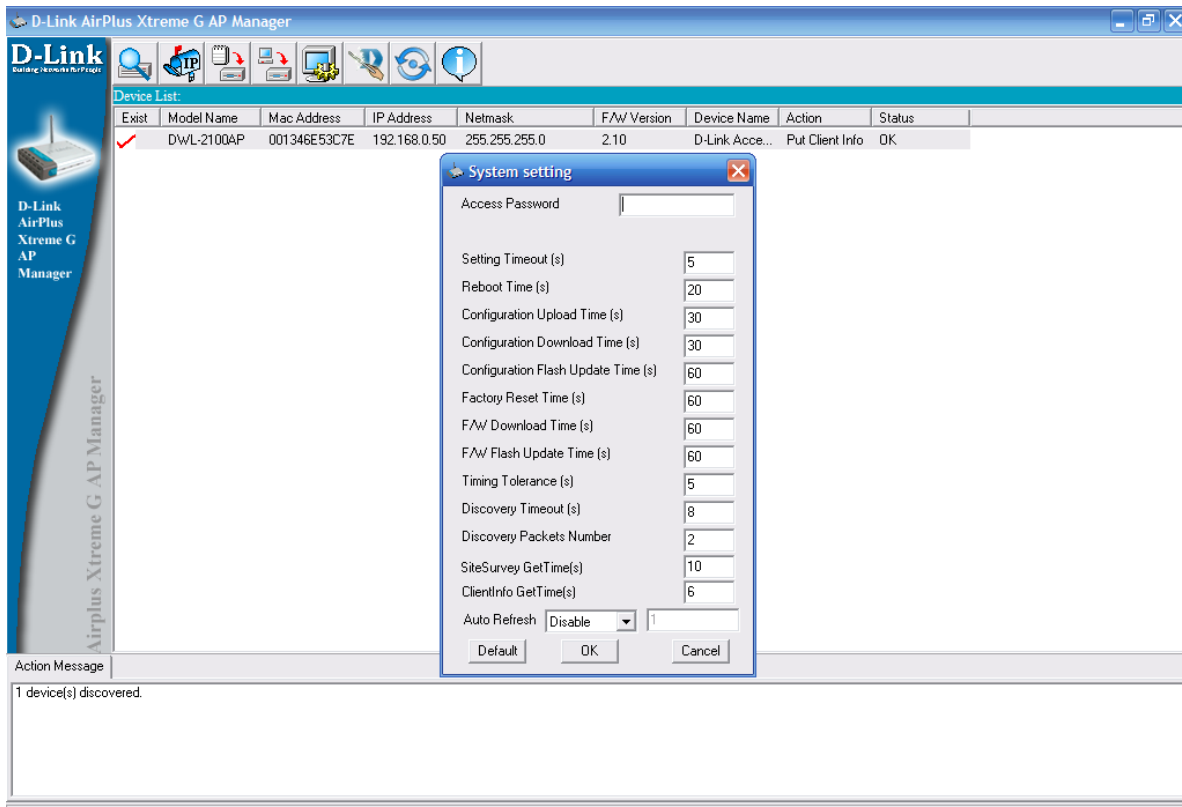 D-Link AirPlus Xtreme G AP Manager
D-Link
Building Networks for People
IP
Device List:
Exist Model Name Mac Address IP Address Netmask F/W Version Device Name Action Status
DWL-2100AP 001346E53C7E 192.168.0.50 255.255.255.0 2.10 D-Link Acce... Put Client Info OK
D-Link
AirPlus
Xtreme G
AP
Manager
Airplus Xtreme G AP Manager
System setting
Access Password
Setting Timeout (s) 5
Reboot Time (s) 20
Configuration Upload Time (s) 30
Configuration Download Time (s) 30
Configuration Flash Update Time (s) 60
Factory Reset Time (s) 60
F/W Download Time (s) 60
F/W Flash Update Time (s) 60
Timing Tolerance (s) 5
Discovery Timeout (s) 8
Discovery Packets Number 2
SiteSurvey GetTime(s) 10
ClientInfo GetTime(s) 6
Auto Refresh Disable 1
Default OK Cancel
Action Message
1 device(s) discovered.